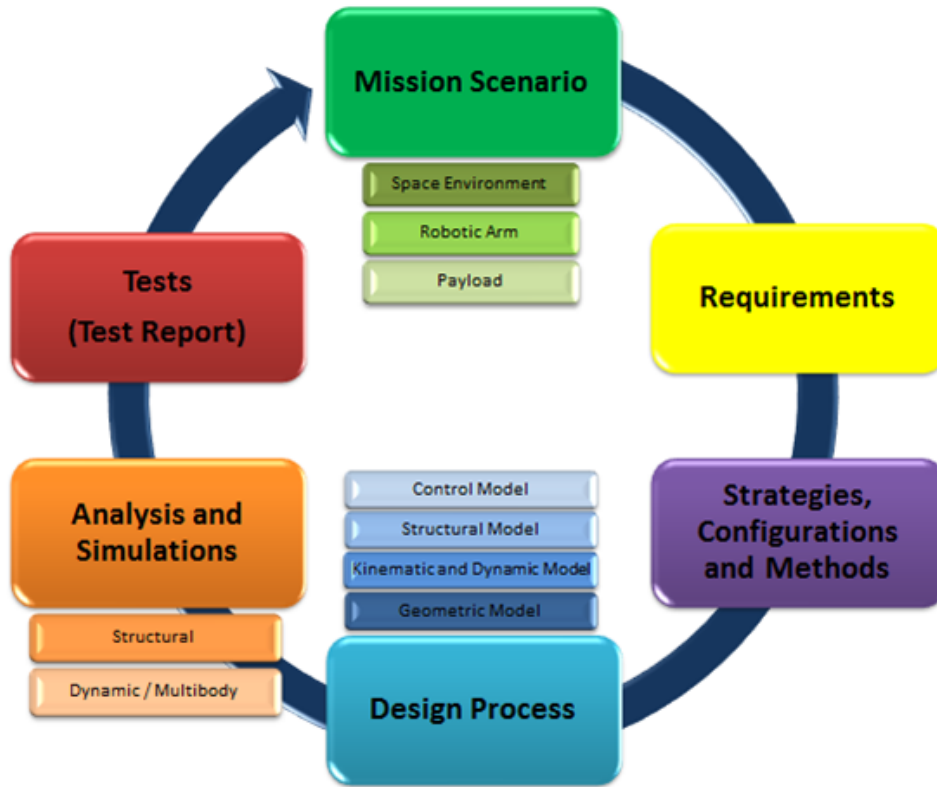 Mission Scenario
Space Environment
Robotic Arm
Payload
Requirements
Strategies,
Configurations
and Methods
Design Process
Control Model
Structural Model
Kinematic and Dynamic Model
Geometric Model
Analysis and
Simulations
Structural
Dynamic / Multibody
Tests
(Test Report)